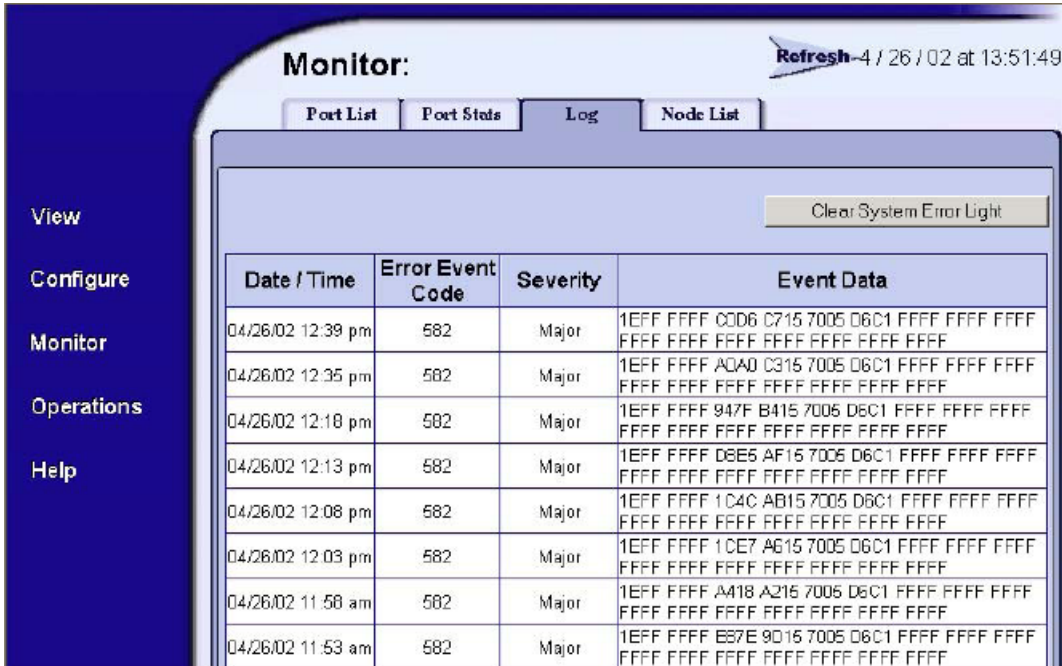 Monitor:
Refresh 4 / 26 / 02 at 13:51:49
Port List Port Stats Log Node List
Clear System Error Light
View
Configure
Monitor
Operations
Help
Date / Time Error Event Code Severity Event Data
04/26/02 12:39 pm 582 Major 1EFF FFFF C0D6 C715 7005 D6C1 FFFF FFFF FFFF
FFFF FFFF FFFF FFFF FFFF FFFF FFFF
04/26/02 12:35 pm 582 Major 1EFF FFFF A0A0 C315 7005 D6C1 FFFF FFFF FFFF
FFFF FFFF FFFF FFFF FFFF FFFF FFFF
04/26/02 12:18 pm 582 Major 1EFF FFFF 947F B415 7005 D6C1 FFFF FFFF FFFF
FFFF FFFF FFFF FFFF FFFF FFFF FFFF
04/26/02 12:13 pm 582 Major 1EFF FFFF D8E5 AF15 7005 D6C1 FFFF FFFF FFFF
FFFF FFFF FFFF FFFF FFFF FFFF FFFF
04/26/02 12:08 pm 582 Major 1EFF FFFF 1C4C AB15 7005 D6C1 FFFF FFFF FFFF
FFFF FFFF FFFF FFFF FFFF FFFF FFFF
04/26/02 12:03 pm 582 Major 1EFF FFFF 1CE7 A615 7005 D6C1 FFFF FFFF FFFF
FFFF FFFF FFFF FFFF FFFF FFFF FFFF
04/26/02 11:58 am 582 Major 1EFF FFFF A418 A215 7005 D6C1 FFFF FFFF FFFF
FFFF FFFF FFFF FFFF FFFF FFFF FFFF
04/26/02 11:53 am 582 Major 1EFF FFFF 9D15 7005 D6C1 FFFF FFFF FFFF
FFFF FFFF FFFF FFFF FFFF FFFF FFFF